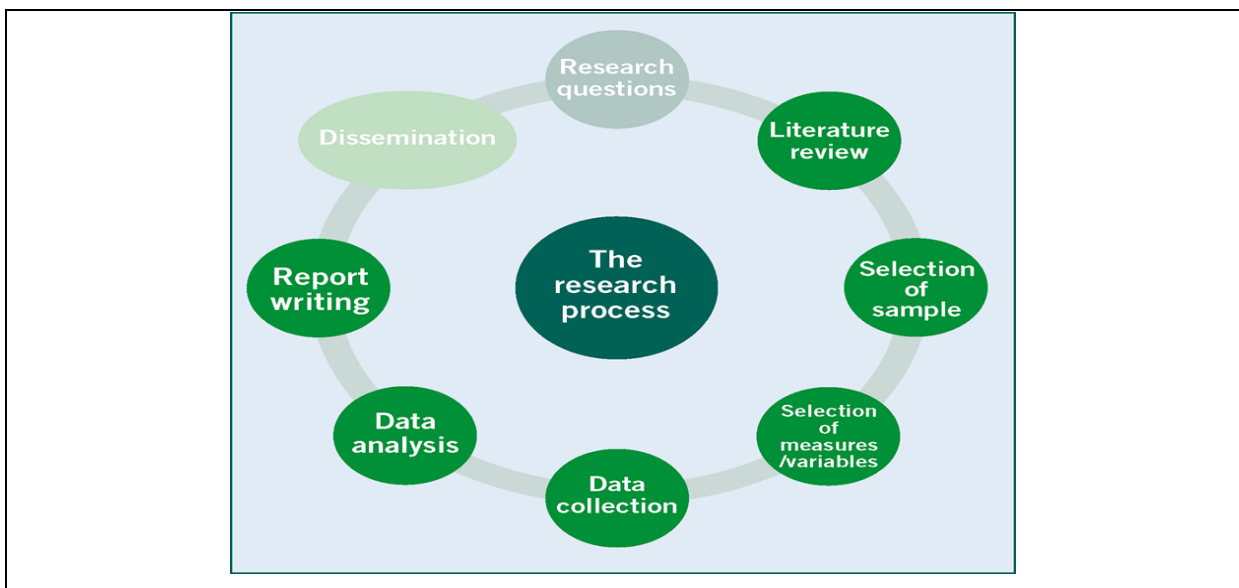 Research
questions
Literature
review
Selection
of
sample
Selection
of
measures
/variables
Data
collection
Data
analysis
Report
writing
Dissemination
The
research
process